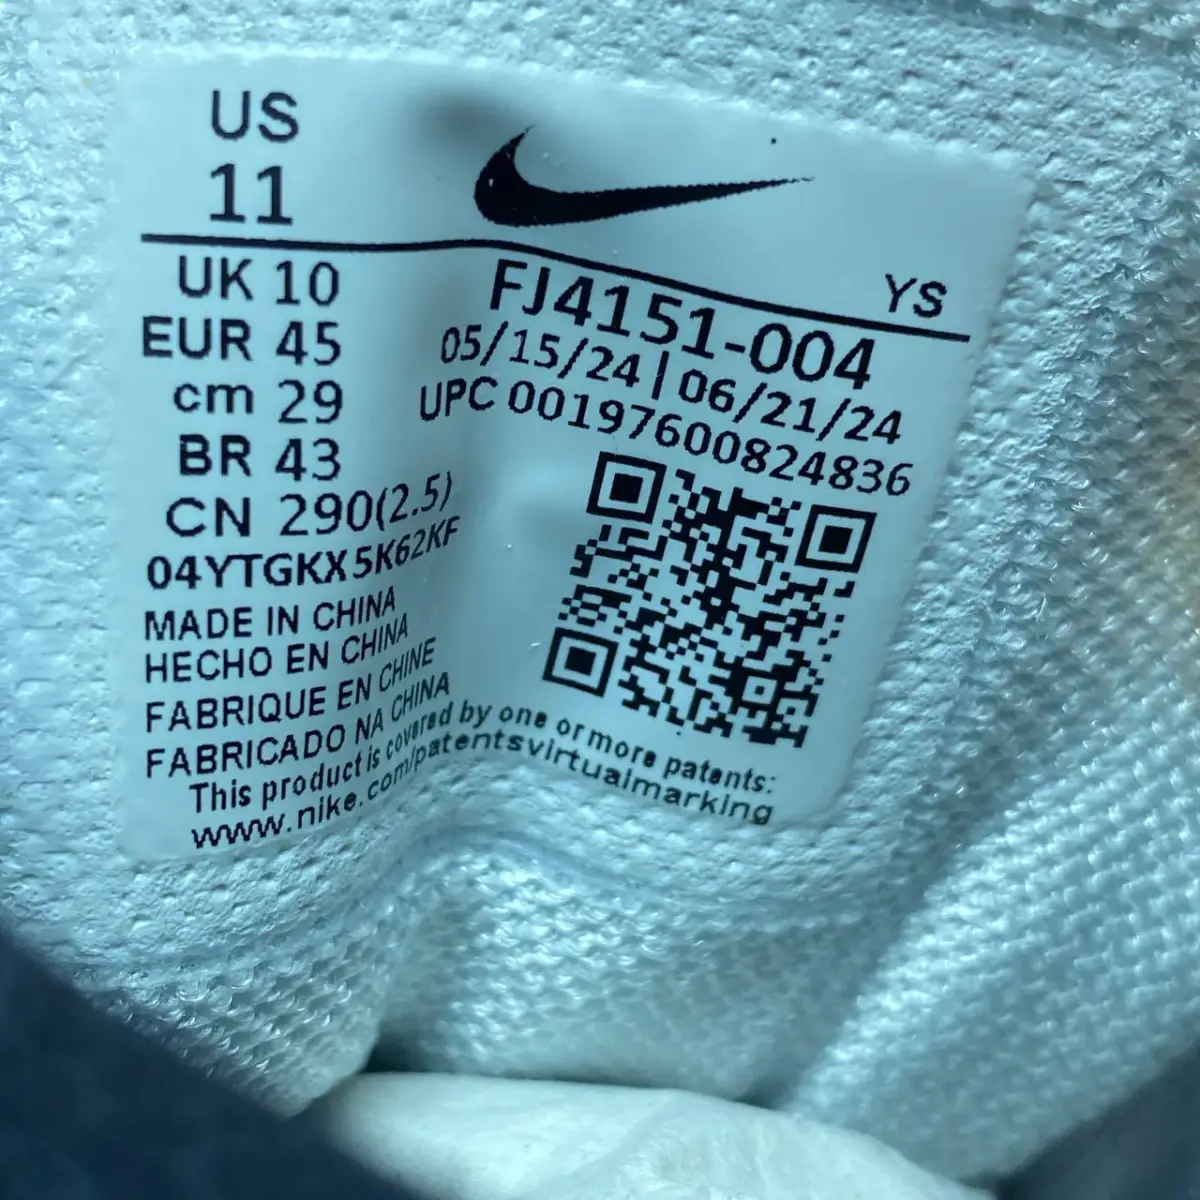 US
11
UK 10
EUR 45
cm 29
BR 43
CN 290(2.5)
04YTGKX5K62KF
MADE IN CHINA
HECHO EN CHINA
FABRIQUE EN CHINE
FABRICADO NA CHINA
YS
FJ4151-004
05/15/24 | 06/21/24
UPC 00197600824836
This product is covered by one or more patents:
www.nike.com/patentsvirtualmarking